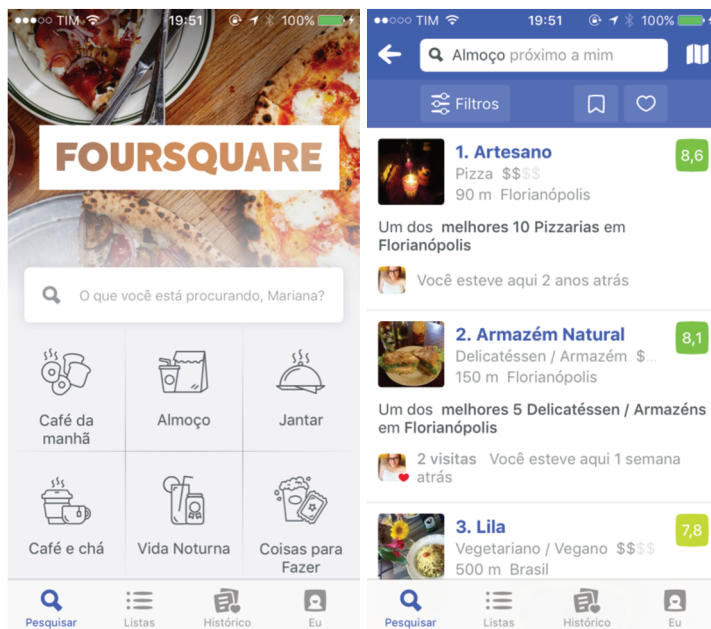 TIM 19:51 100%
FOURSQUARE
O que você está procurando, Mariana?
Café da
manhã
Almoço
Jantar
Café e chá
Vida Noturna
Coisas para
Fazer
Pesquisar
Listas
Histórico
Eu
TIM 19:51 100%
Almoço próximo a mim
Filtros
1. Artesano
8,6
Pizza $$$$
90 m Florianópolis
Um dos melhores 10 Pizzarias em
Florianópolis
Você esteve aqui 2 anos atrás
2. Armazém Natural
8,1
Delicatéssen / Armazém $...
150 m Florianópolis
Um dos melhores 5 Delicatéssen / Armazéns
em Florianópolis
2 visitas Você esteve aqui 1 semana
atrás
3. Lila
7,8
Vegetariano / Vegano $$$$
500 m Brasil
Pesquisar
Listas
Histórico
Eu